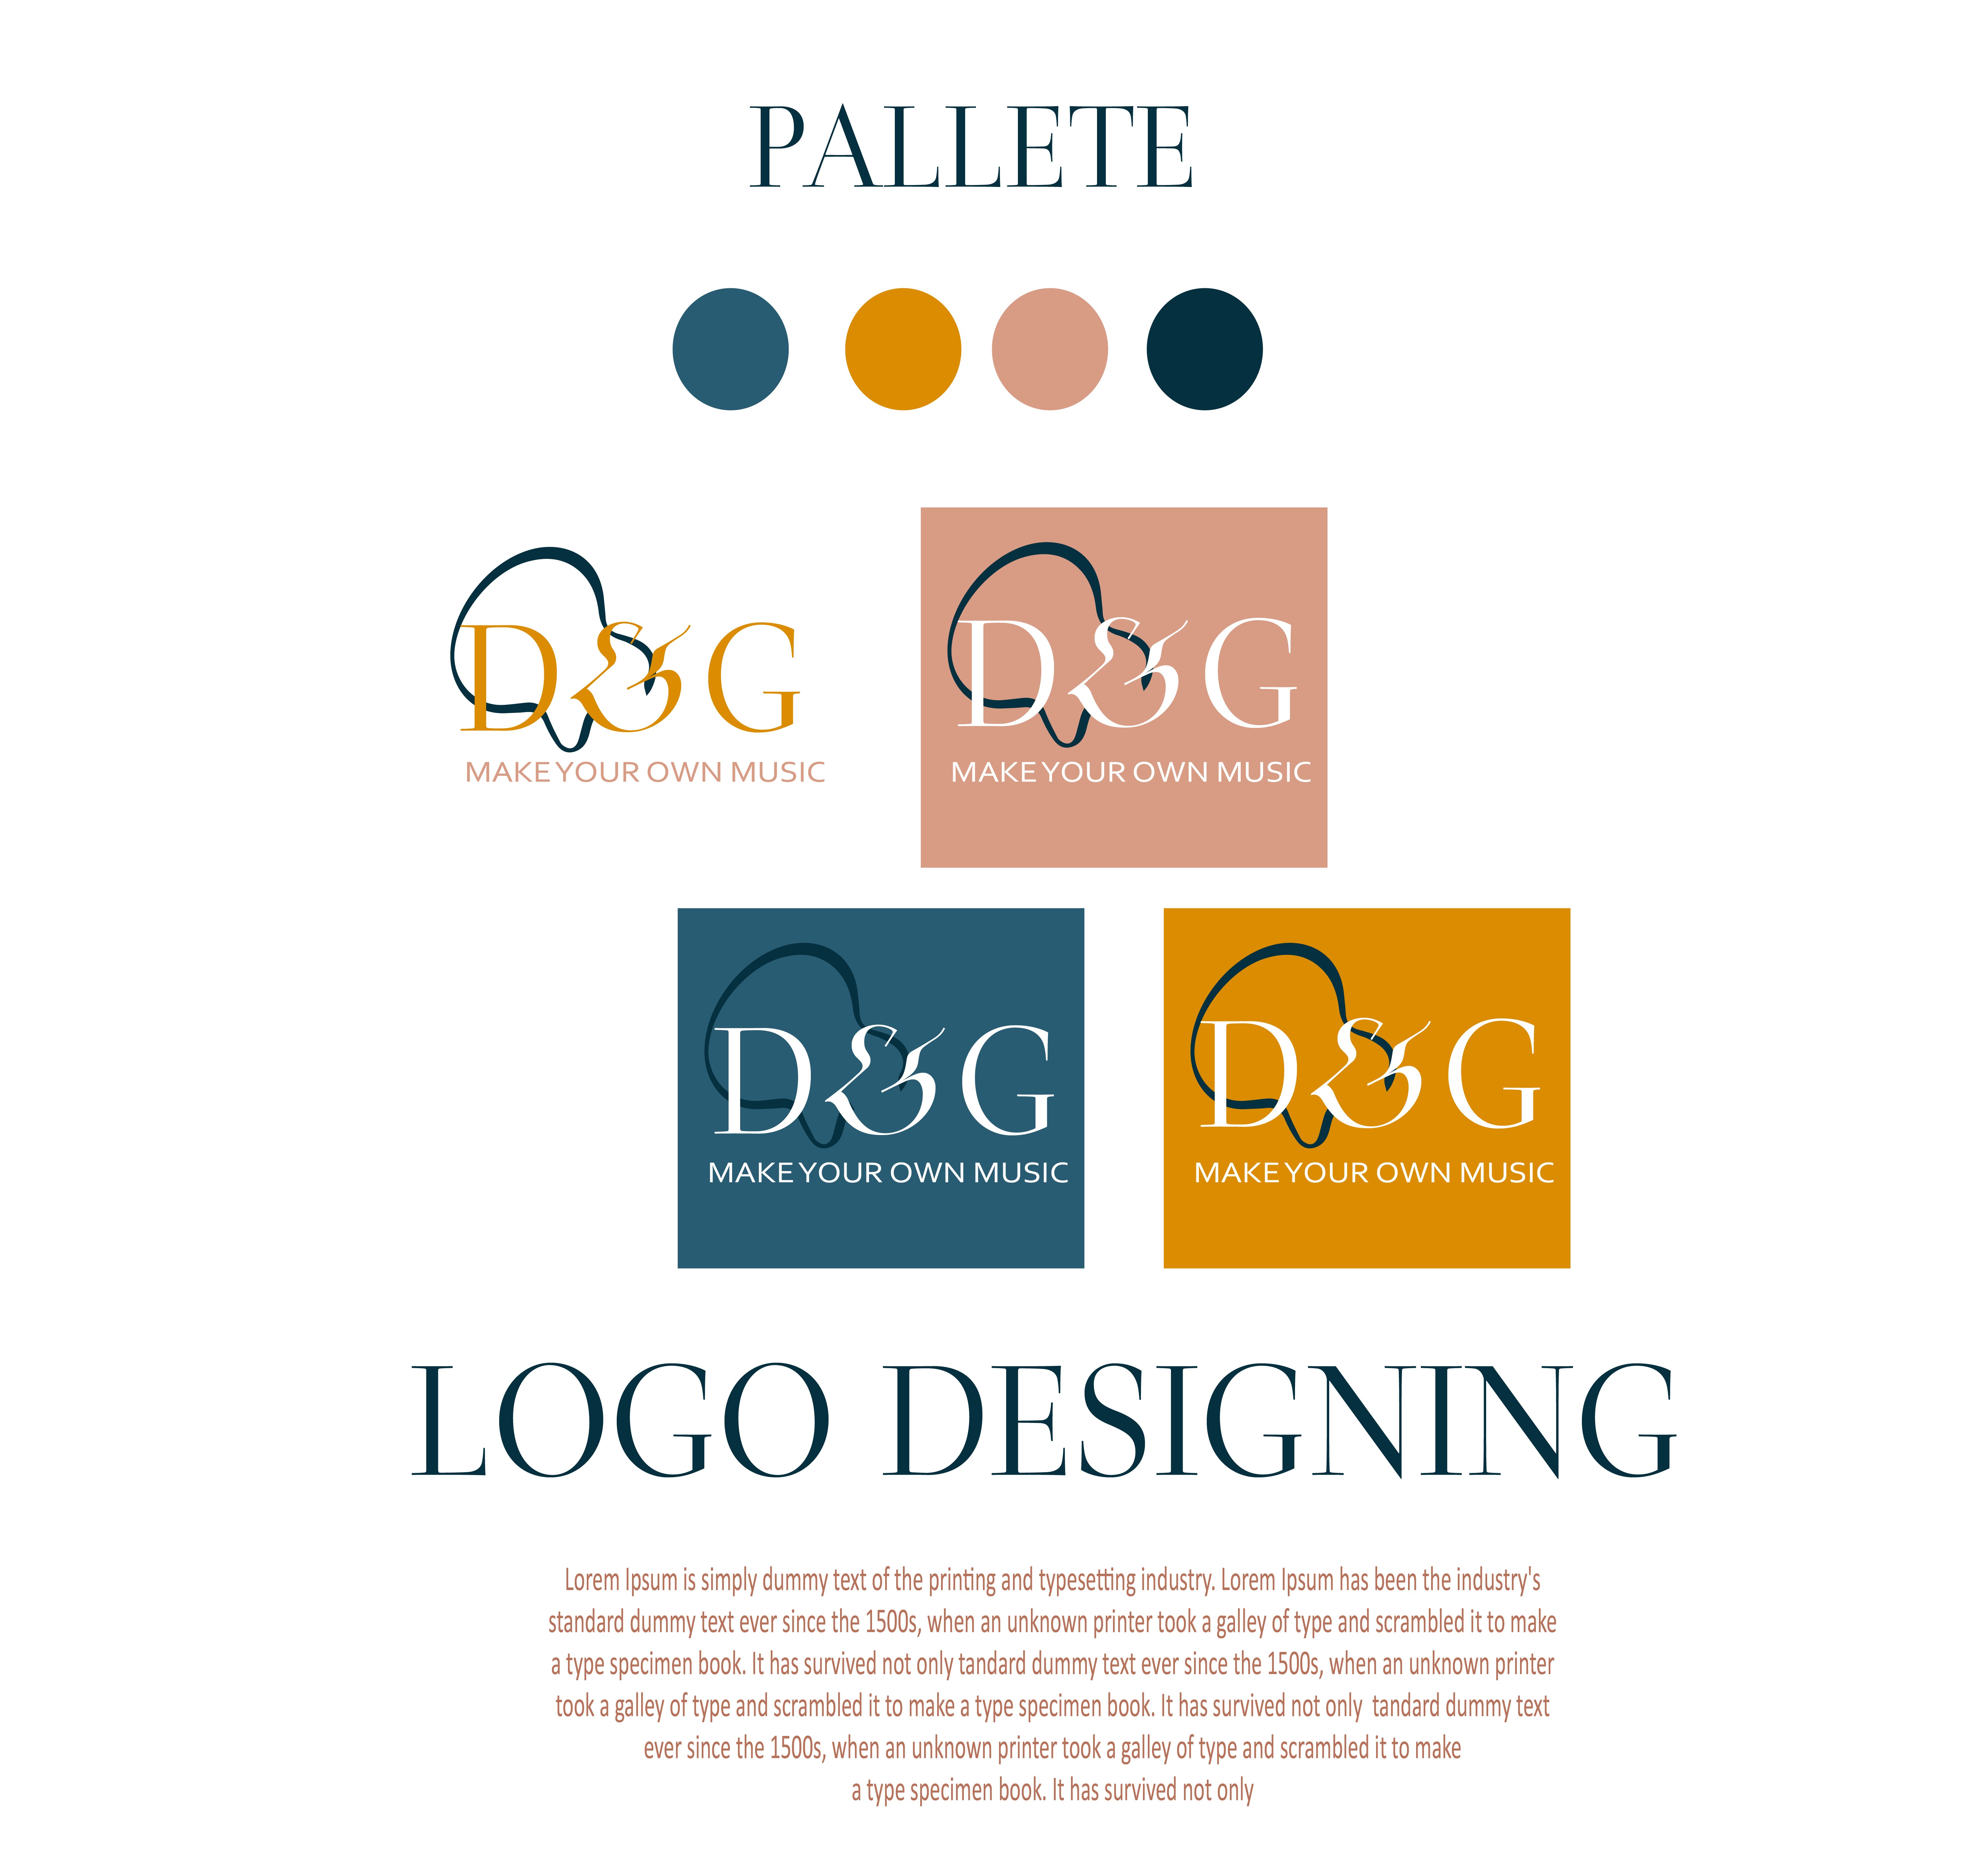 PALLETE
D & G
MAKE YOUR OWN MUSIC
D & G
MAKE YOUR OWN MUSIC
D & G
MAKE YOUR OWN MUSIC
D & G
MAKE YOUR OWN MUSIC
LOGO DESIGNING
Lorem Ipsum is simply dummy text of the printing and typesetting industry. Lorem Ipsum has been the industry's
standard dummy text ever since the 1500s, when an unknown printer took a galley of type and scrambled it to make
a type specimen book. It has survived not only tandard dummy text ever since the 1500s, when an unknown printer
took a galley of type and scrambled it to make a type specimen book. It has survived not only  tandard dummy text
ever since the 1500s, when an unknown printer took a galley of type and scrambled it to make
a type specimen book. It has survived not only